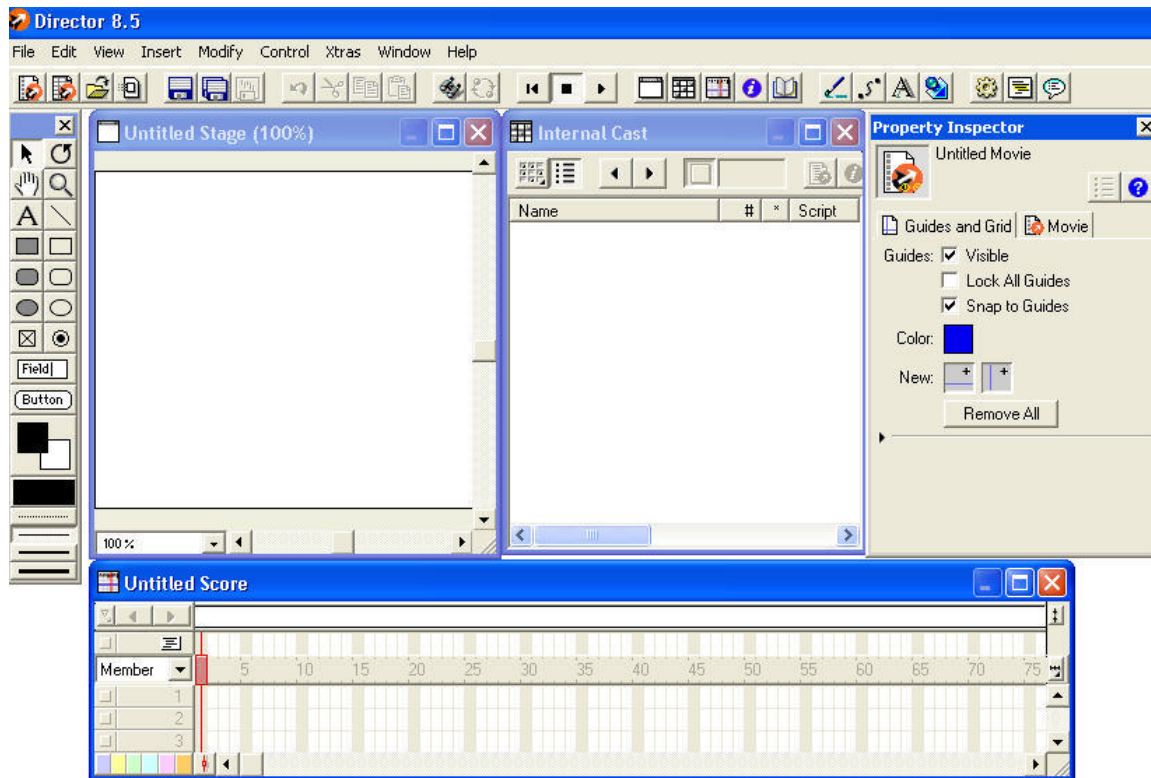 Director 8.5
File Edit View Insert Modify Control Xtras Window Help
Untitled Stage (100%)
Internal Cast
Property Inspector
Untitled Movie
Name # * Script
Guides and Grid Movie
Guides: Visible
Lock All Guides
Snap to Guides
Color:
New:
Remove All
A
Field
Button
100%
Untitled Score
Member 5 10 15 20 25 30 35 40 45 50 55 60 65 70 75
1
2
3